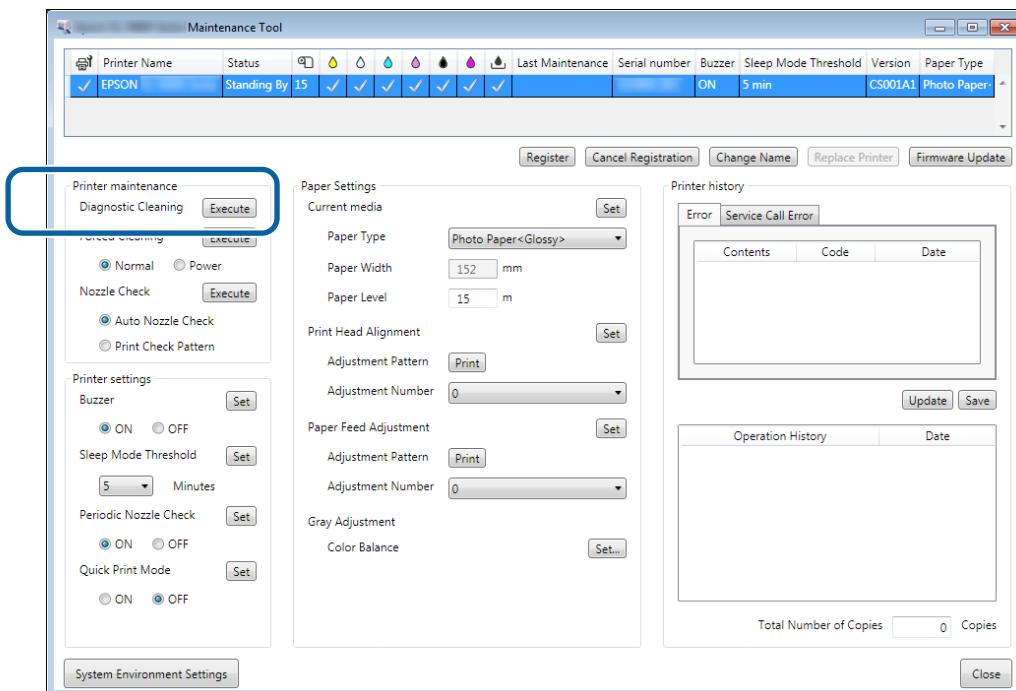 Maintenance Tool
Printer Name Status Last Maintenance Serial number Buzzer Sleep Mode Threshold Version Paper Type
EPSON Standing By 15 ON 5 min CS001A1 Photo Paper
Register Cancel Registration Change Name Replace Printer Firmware Update
Printer maintenance
Diagnostic Cleaning Execute
Forced Cleaning Execute
Normal Power
Nozzle Check Execute
Auto Nozzle Check
Print Check Pattern
Printer settings
Buzzer Set
ON OFF
Sleep Mode Threshold Set
5 Minutes
Periodic Nozzle Check Set
ON OFF
Quick Print Mode Set
ON OFF
Paper Settings
Current media Set
Paper Type Photo Paper<Glossy>
Paper Width 152 mm
Paper Level 15 m
Print Head Alignment Set
Adjustment Pattern Print
Adjustment Number 0
Paper Feed Adjustment Set
Adjustment Pattern Print
Adjustment Number 0
Gray Adjustment
Color Balance Set...
Printer history
Error Service Call Error
Contents Code Date
Update Save
Operation History Date
Total Number of Copies 0 Copies
System Environment Settings Close